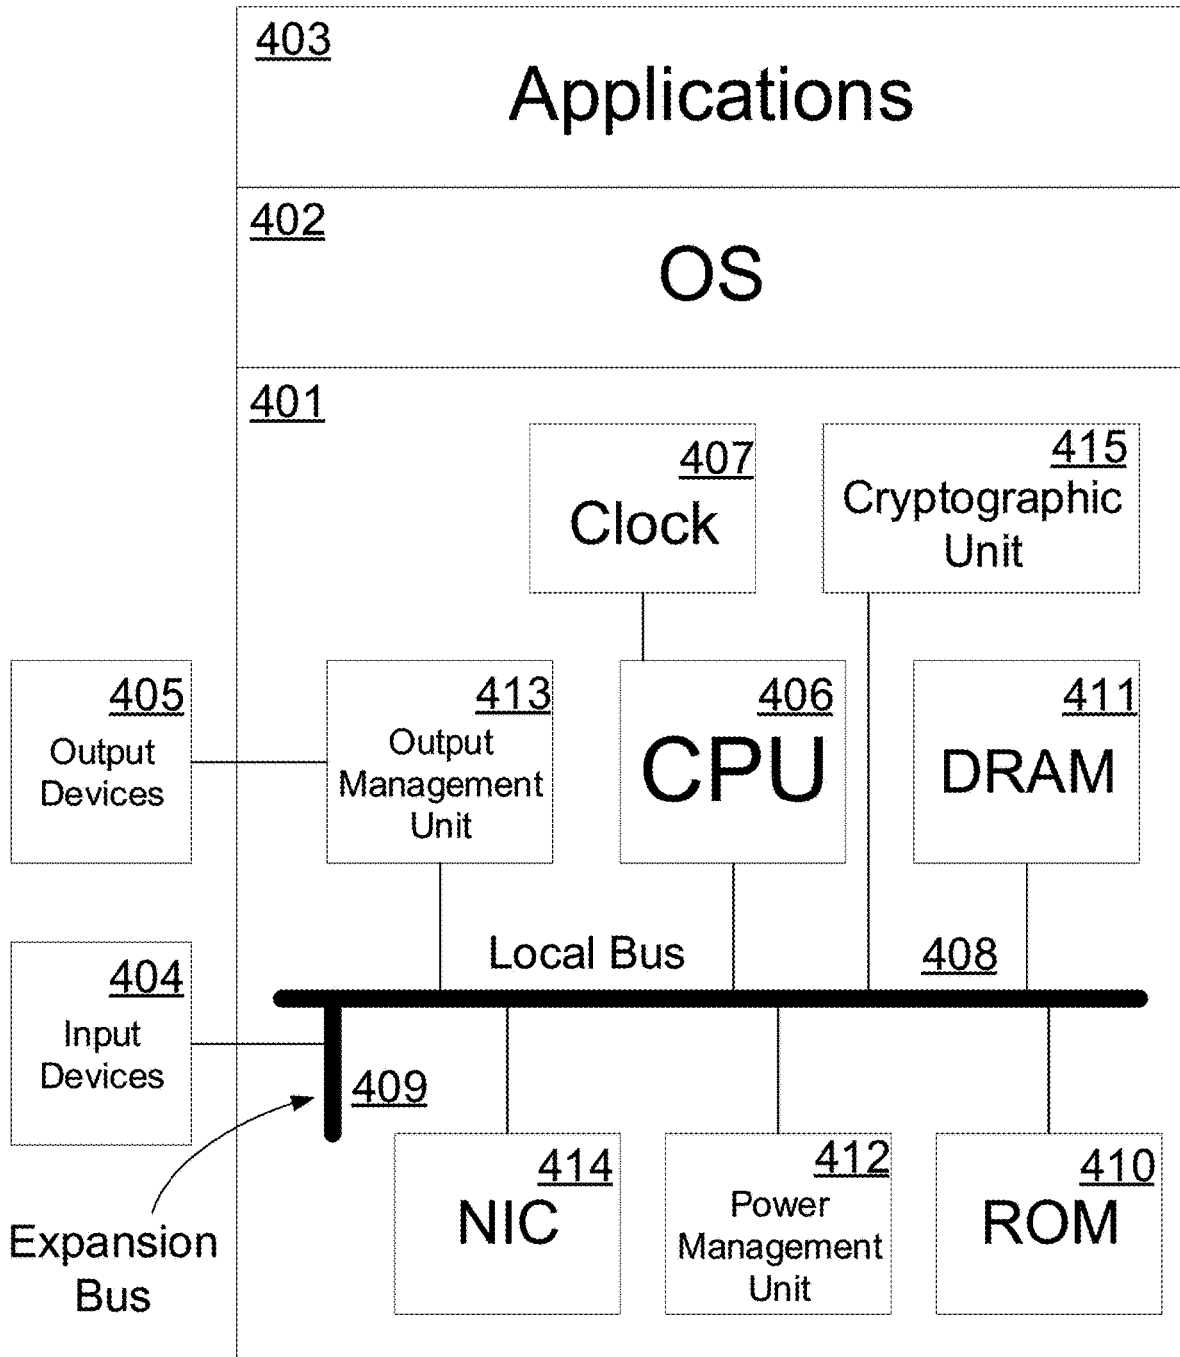 403
Applications
402
OS
401
407
Clock
415
Cryptographic
Unit
405
Output
Devices
413
Output
Management
Unit
406
CPU
411
DRAM
Local Bus
408
404
Input
Devices
409
Expansion
Bus
414
NIC
412
Power
Management
Unit
410
ROM